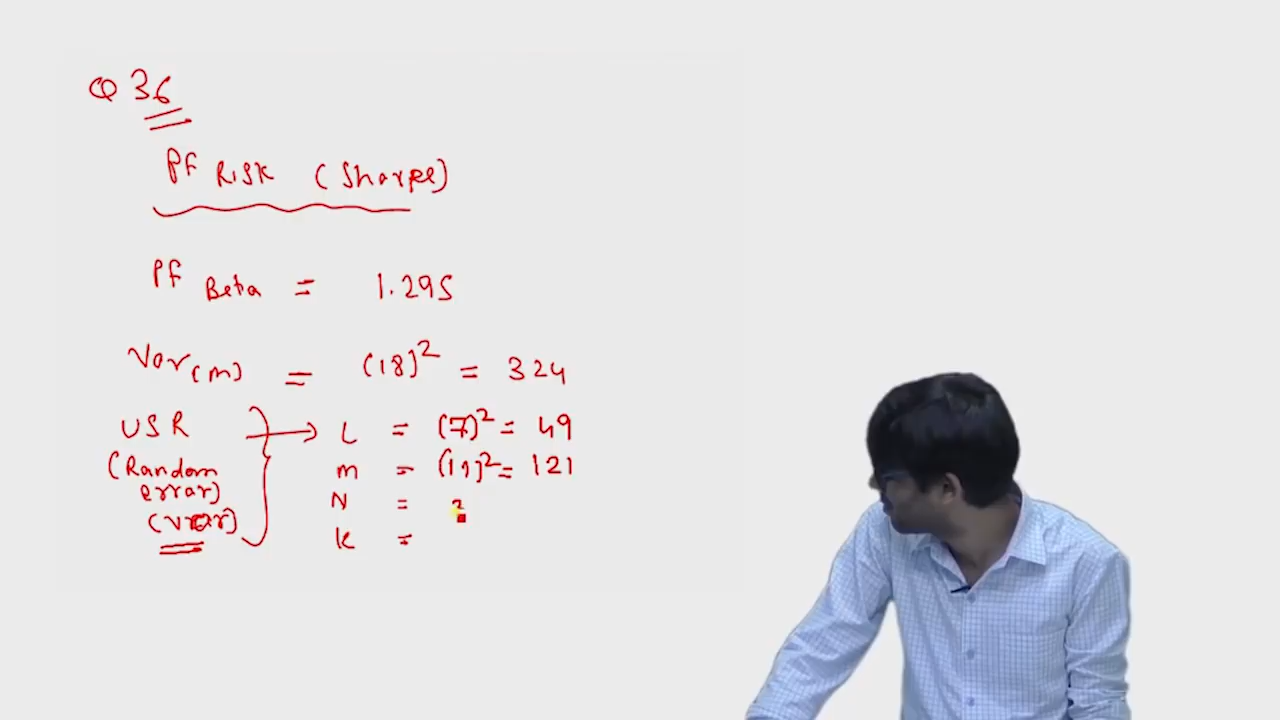 Q 36
PF Risk (Sharpe)
PF Beta = 1.295
Var(m) = (18)² = 324
USR → L = (7)² = 49
(Random error) m = (11)² = 121
(Var) N =
K =